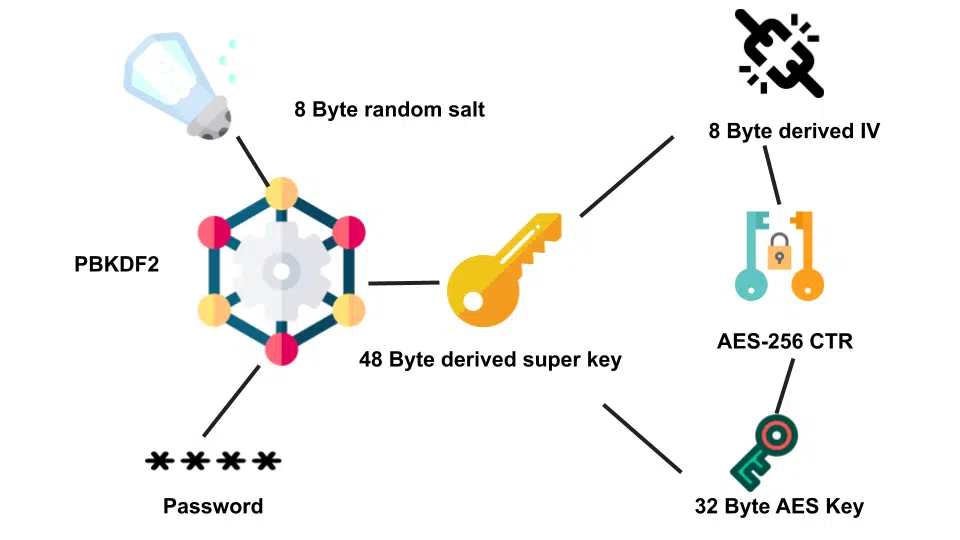 8 Byte random salt
8 Byte derived IV
PBKDF2
AES-256 CTR
48 Byte derived super key
Password
32 Byte AES Key